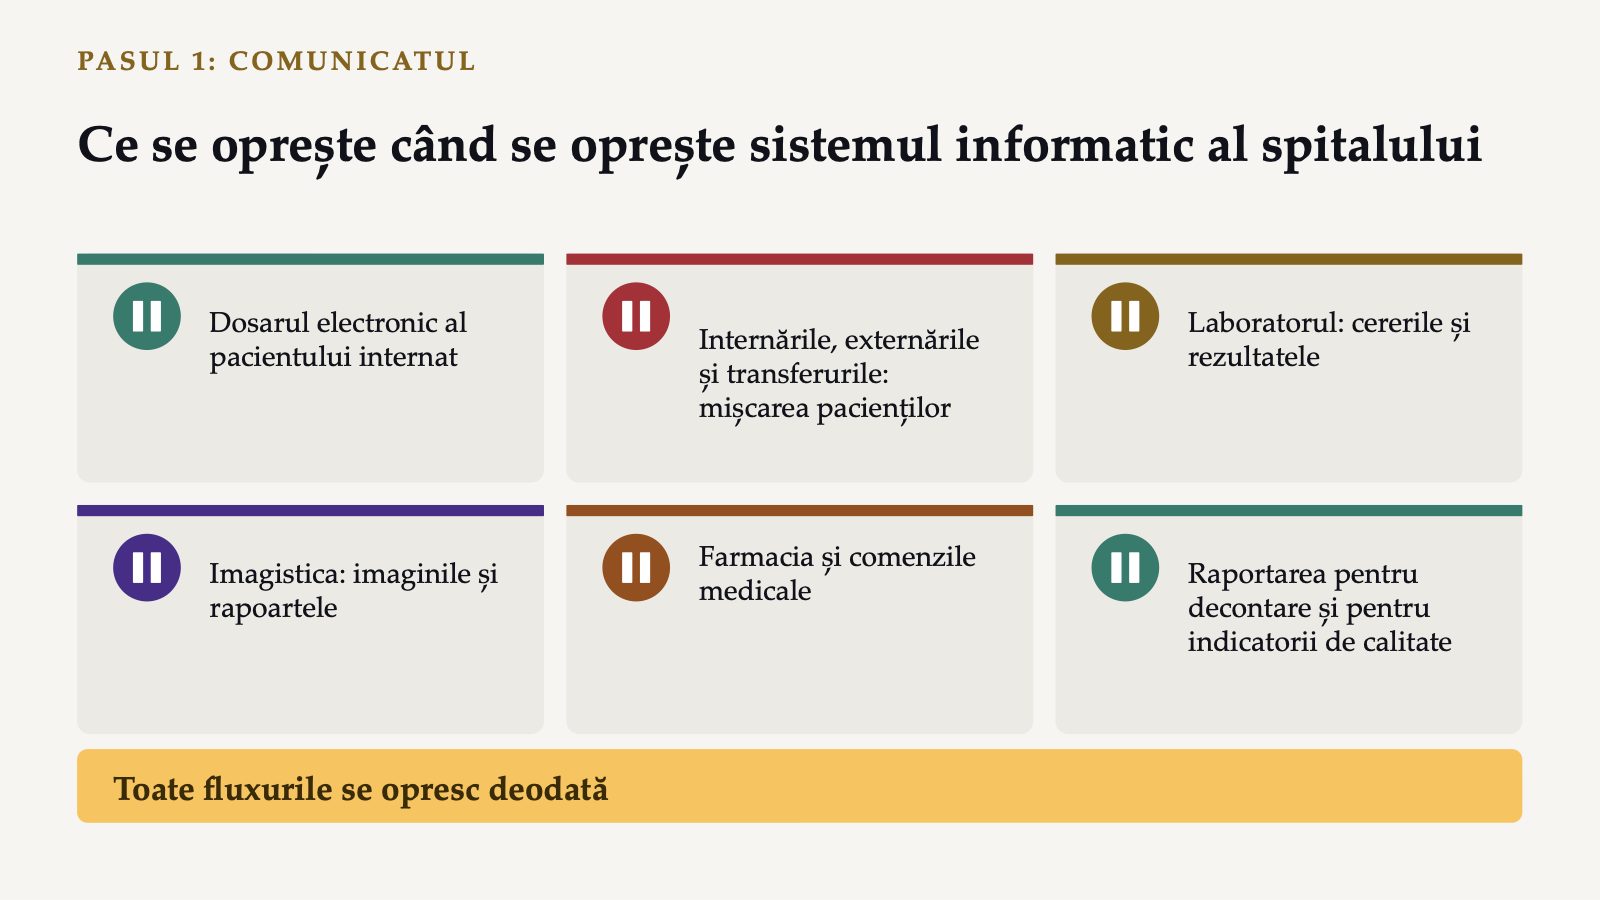 PASUL 1: COMUNICATUL
Ce se oprește când se oprește sistemul informatic al spitalului
Dosarul electronic al
pacientului internat
Internările, externările
și transferurile:
mișcarea pacienților
Laboratorul: cererile și
rezultatele
Imagistica: imaginile și
rapoartele
Farmacia și comenzile
medicale
Raportarea pentru
decontare și pentru
indicatorii de calitate
Toate fluxurile se opresc deodată